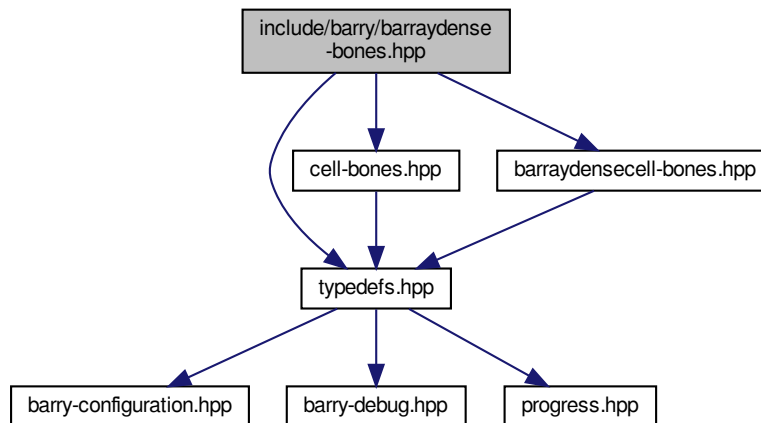 include/barry/barraydense
-bones.hpp
cell-bones.hpp
barraydensecell-bones.hpp
typedefs.hpp
barry-configuration.hpp
barry-debug.hpp
progress.hpp